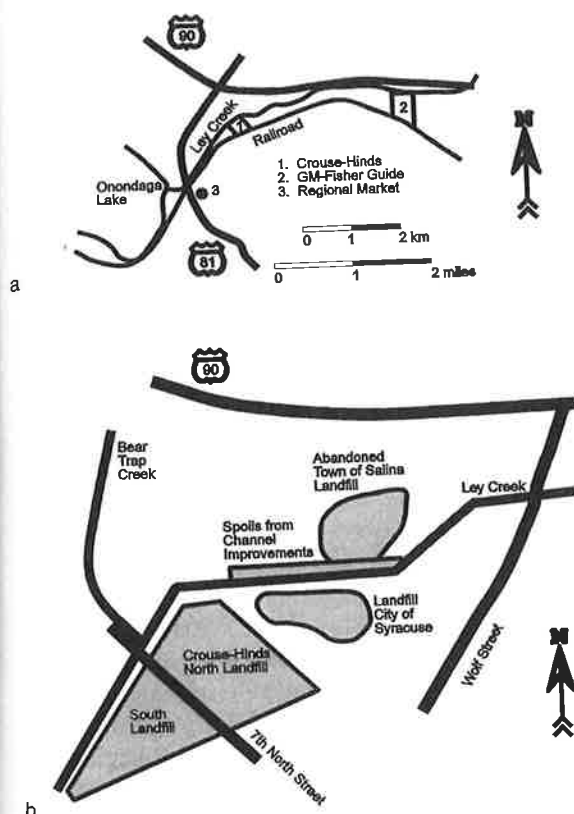 90
Ley Creek
1
2
Railroad
1. Crouse-Hinds
2. GM-Fisher Guide
3. Regional Market
N
Onondaga
Lake
3
0 1 2 km
81
0 1 2 miles
a
90
Bear
Trap
Creek
Abandoned
Town of Salina
Landfill
Ley Creek
Spoils from
Channel
Improvements
Landfill
City of
Syracuse
Wolf Street
N
Crouse-Hinds
North Landfill
South
Landfill
7th North Street
b